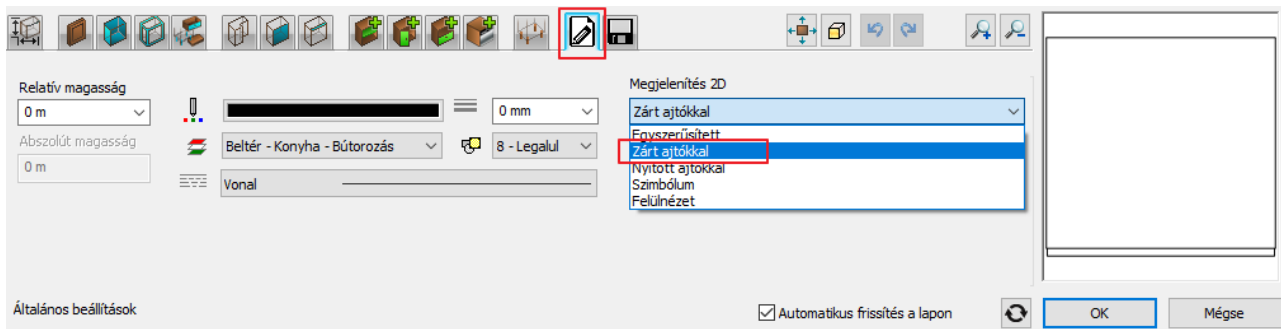 Relatív magasság
0 m
Abszolút magasság
0 m
0 mm
Beltér - Konyha - Bútorozás
8 - Legalul
Vonal
Megjelenítés 2D
Zárt ajtókkal
Egyszerűsített
Zárt ajtókkal
Nyitott ajtókkal
Szimbólum
Felülnézet
Általános beállítások
Automatikus frissítés a lapon
OK
Mégse